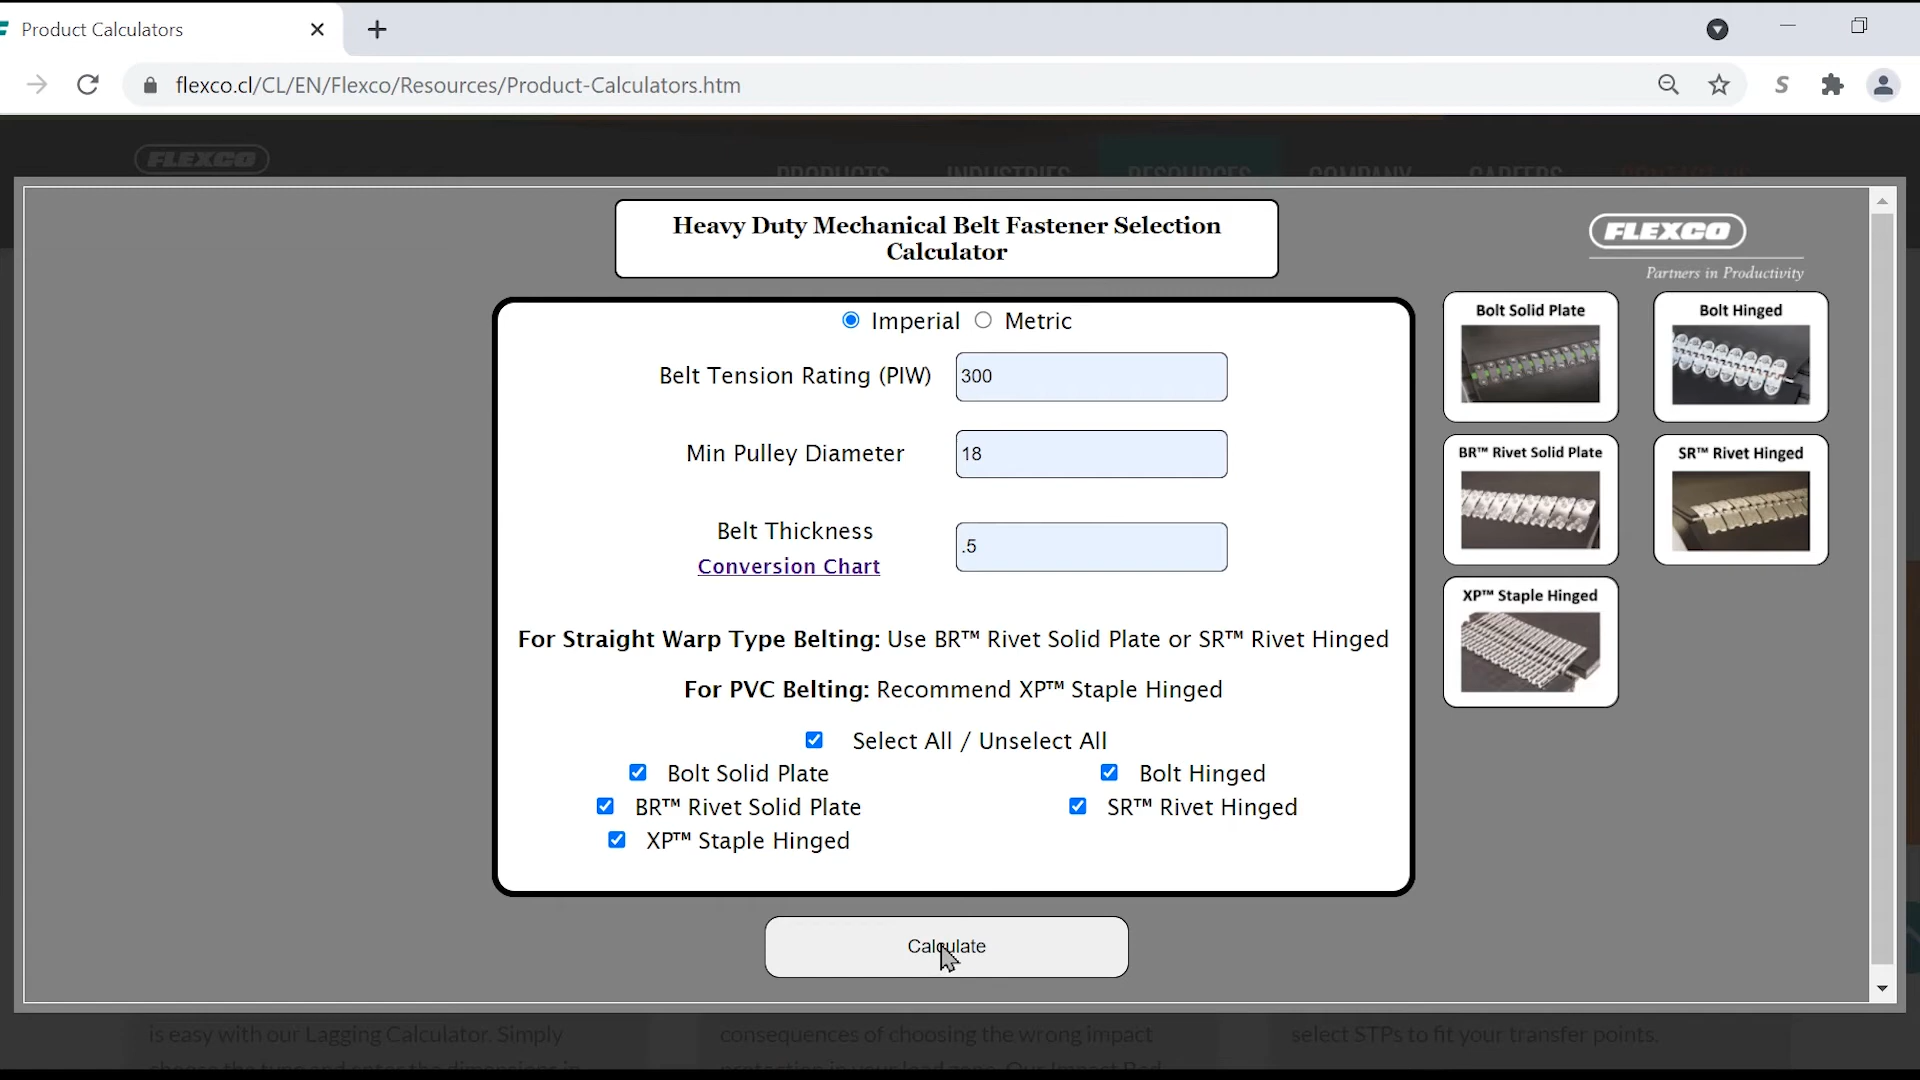 Product Calculators
flexco.cl/CL/EN/Flexco/Resources/Product-Calculators.htm
FLEXCO
PRODUCTS INDUSTRIES RESOURCES COMPANY CAREERS
Heavy Duty Mechanical Belt Fastener Selection
Calculator
FLEXCO
Partners in Productivity
Imperial Metric
Belt Tension Rating (PIW) 300
Min Pulley Diameter 18
Belt Thickness .5
Conversion Chart
For Straight Warp Type Belting: Use BR™ Rivet Solid Plate or SR™ Rivet Hinged
For PVC Belting: Recommend XP™ Staple Hinged
Select All / Unselect All
Bolt Solid Plate Bolt Hinged
BR™ Rivet Solid Plate SR™ Rivet Hinged
XP™ Staple Hinged
Calculate
Bolt Solid Plate
Bolt Hinged
BR™ Rivet Solid Plate
SR™ Rivet Hinged
XP™ Staple Hinged
is easy with our Lagging Calculator. Simply
consequences of choosing the wrong impact
select STPs to fit your transfer points.